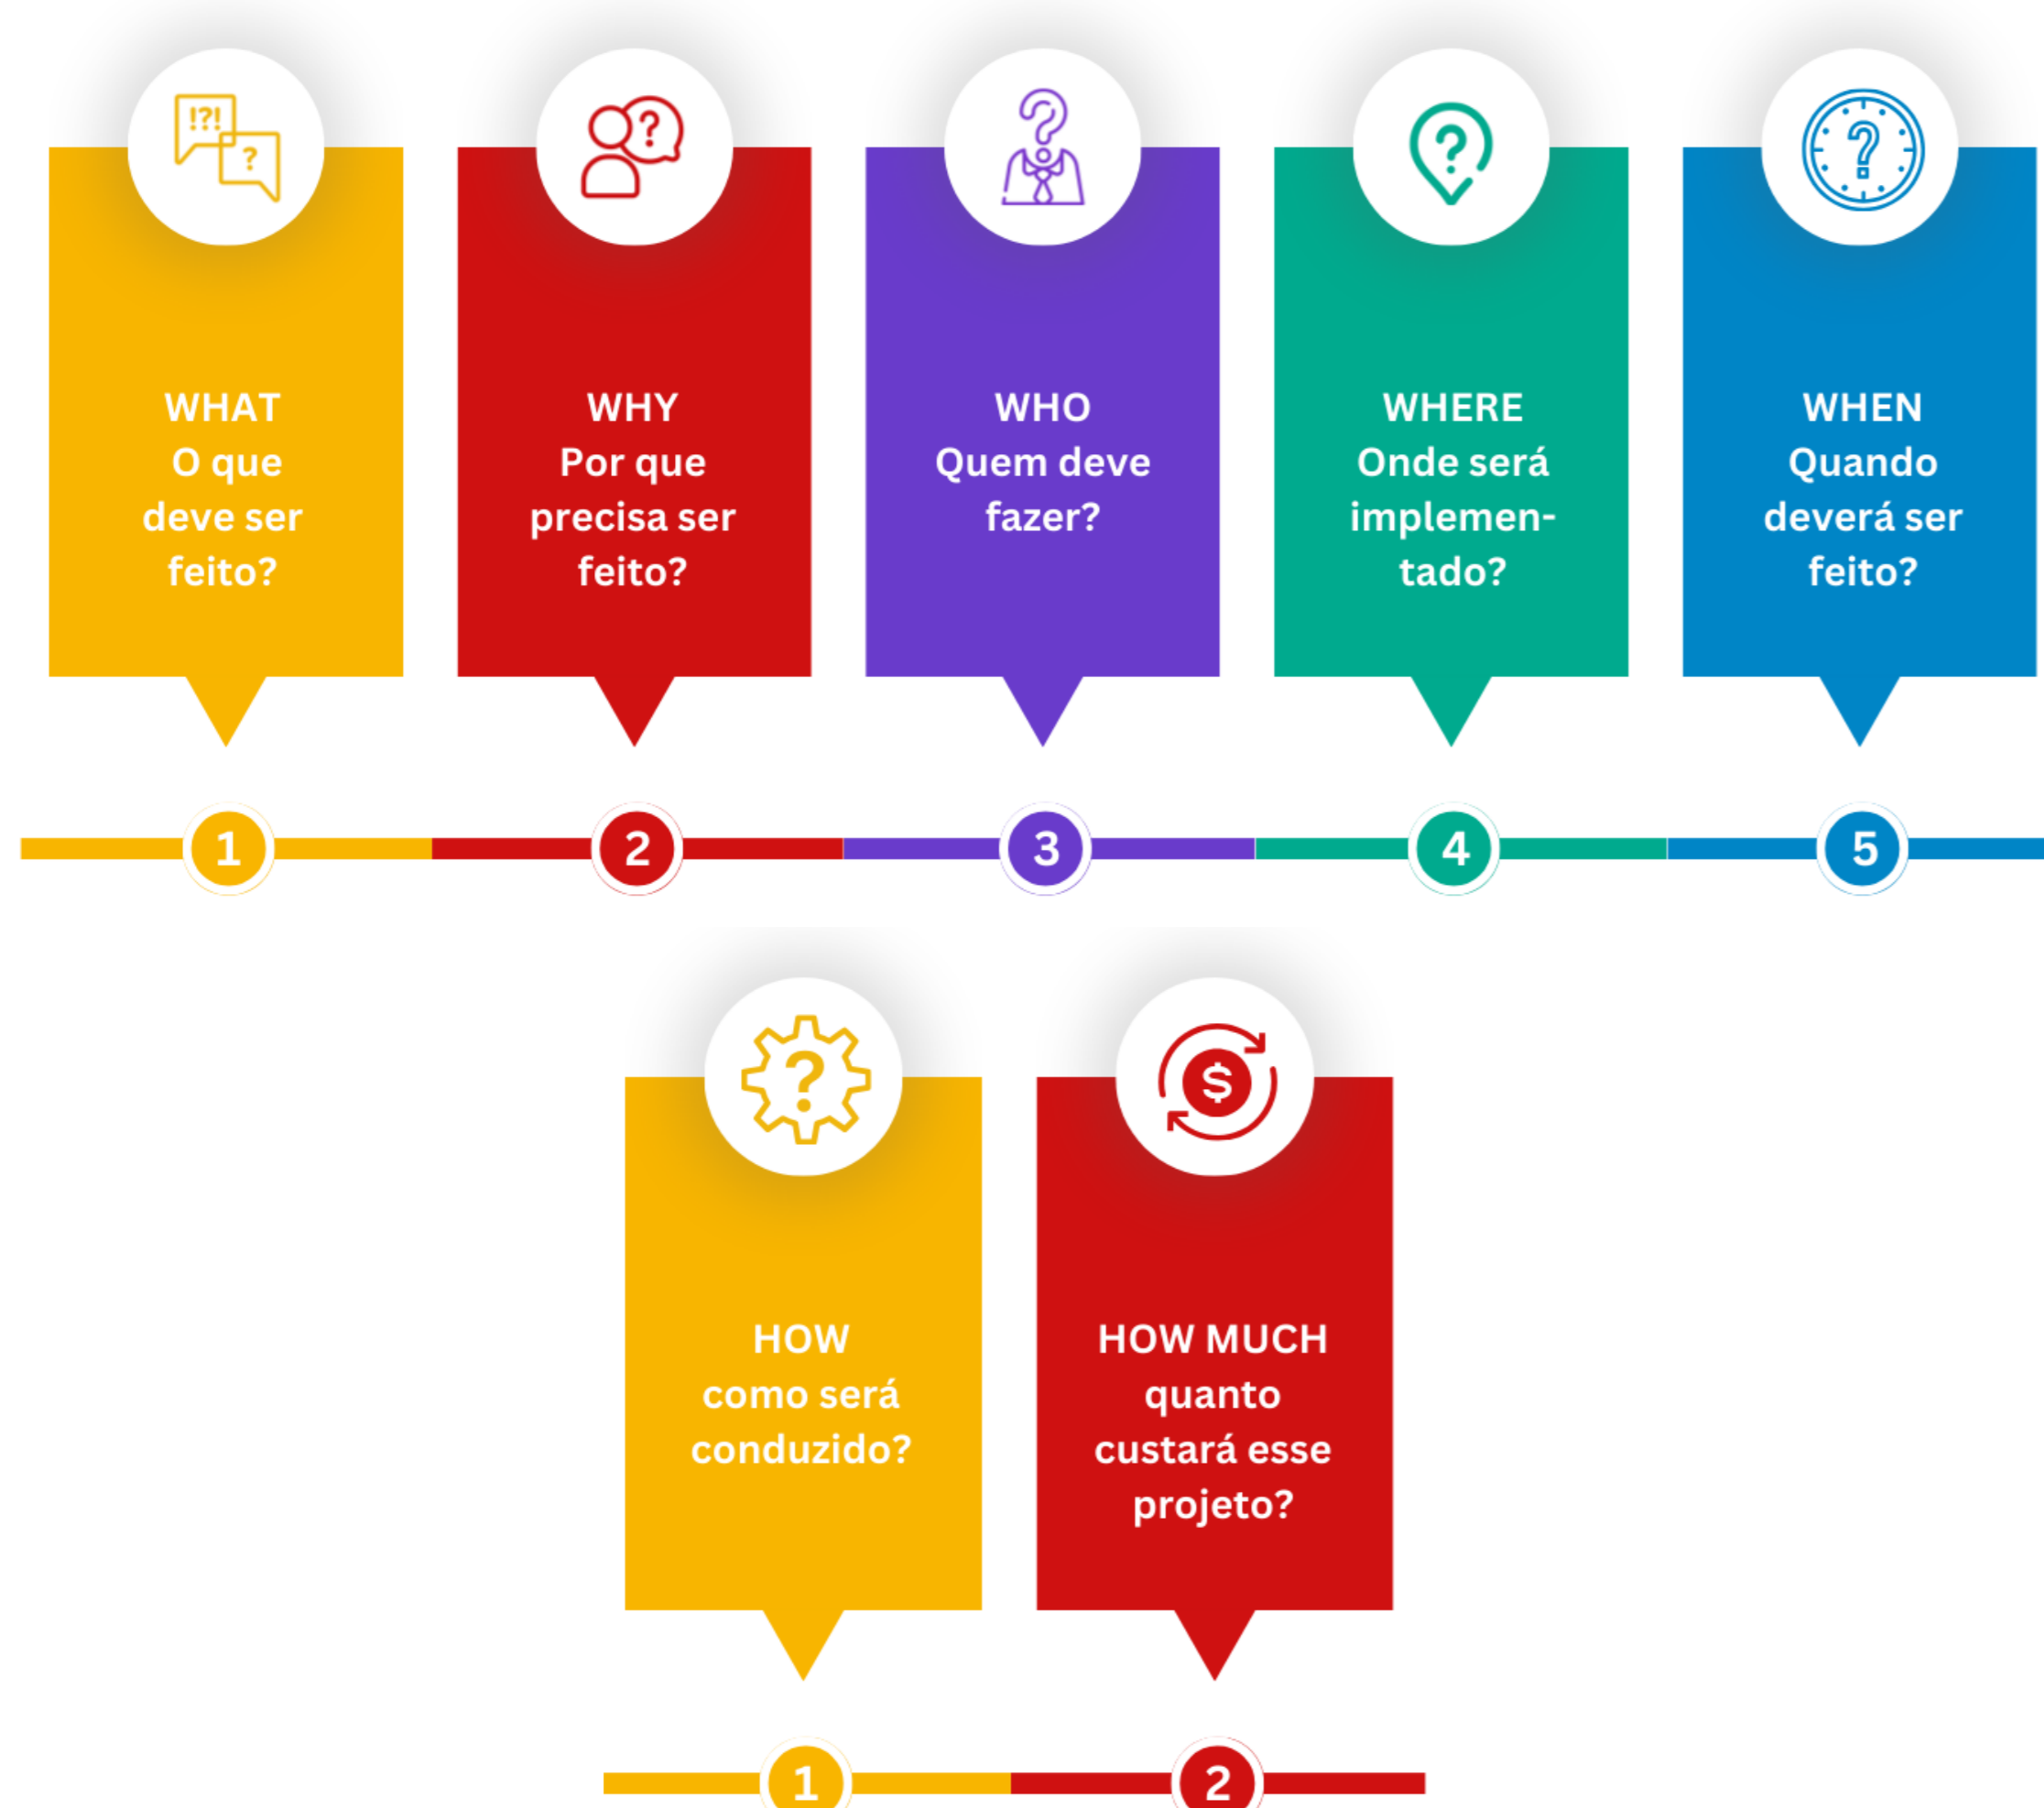 !?!
?
?
?
?
?
WHAT
O que
deve ser
feito?
WHY
Por que
precisa ser
feito?
WHO
Quem deve
fazer?
WHERE
Onde será
implemen-
tado?
WHEN
Quando
deverá ser
feito?
1
2
3
4
5
?
$
HOW
como será
conduzido?
HOW MUCH
quanto
custará esse
projeto?
1
2